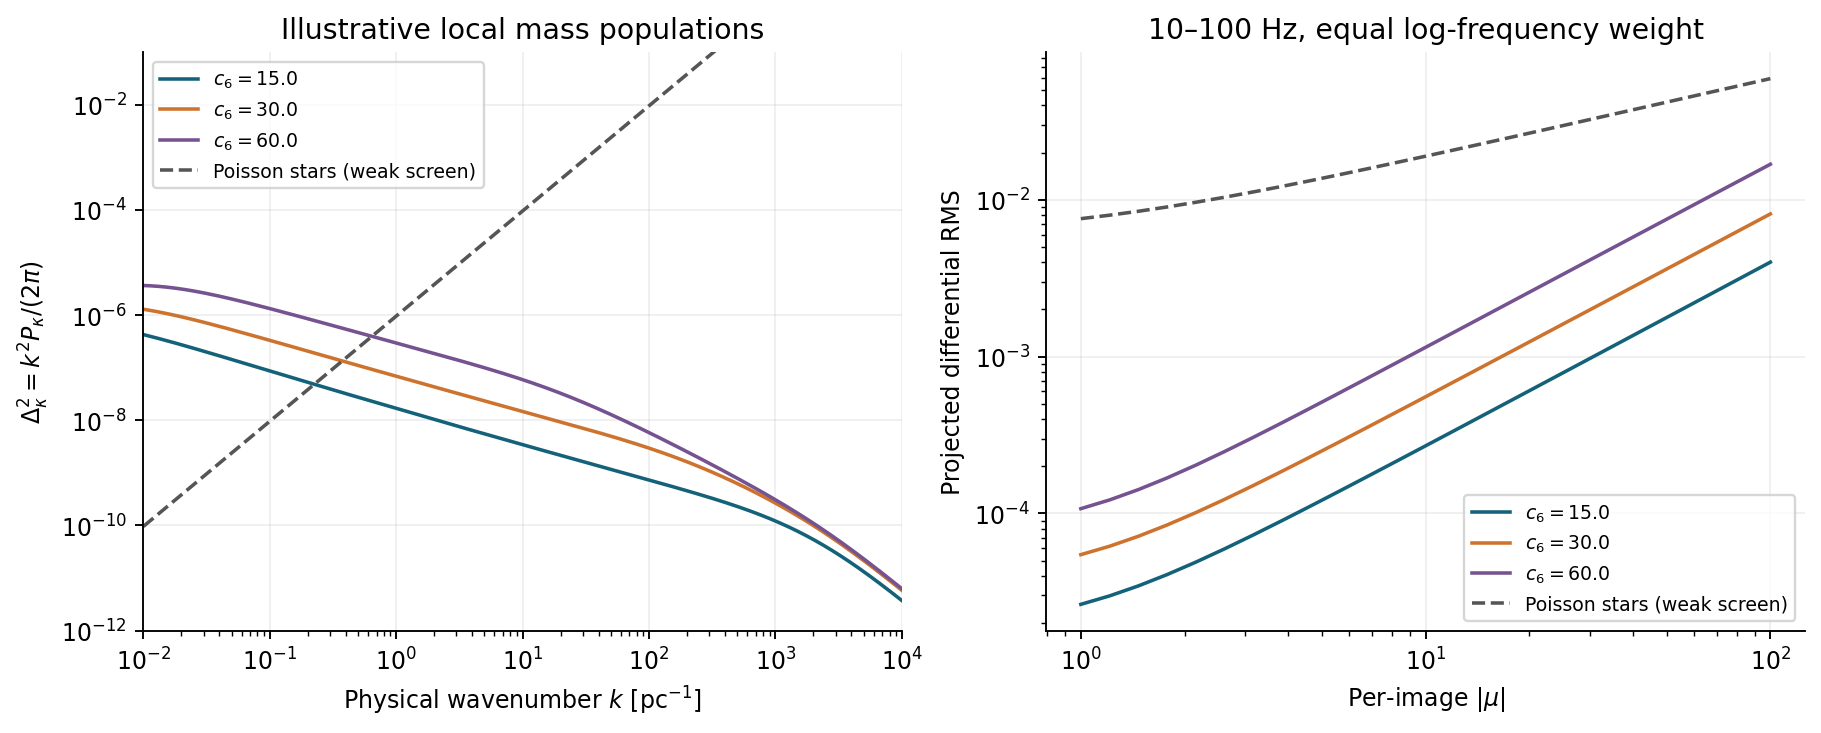 Illustrative local mass populations
c₆ = 15.0
c₆ = 30.0
c₆ = 60.0
Poisson stars (weak screen)
Δ²κ = k²Pκ/(2π)
10⁻²
10⁻⁴
10⁻⁶
10⁻⁸
10⁻¹⁰
10⁻¹²
10⁻² 10⁻¹ 10⁰ 10¹ 10² 10³ 10⁴
Physical wavenumber k [pc⁻¹]
10–100 Hz, equal log-frequency weight
Projected differential RMS
10⁻²
10⁻³
10⁻⁴
c₆ = 15.0
c₆ = 30.0
c₆ = 60.0
Poisson stars (weak screen)
10⁰ 10¹ 10²
Per-image |μ|